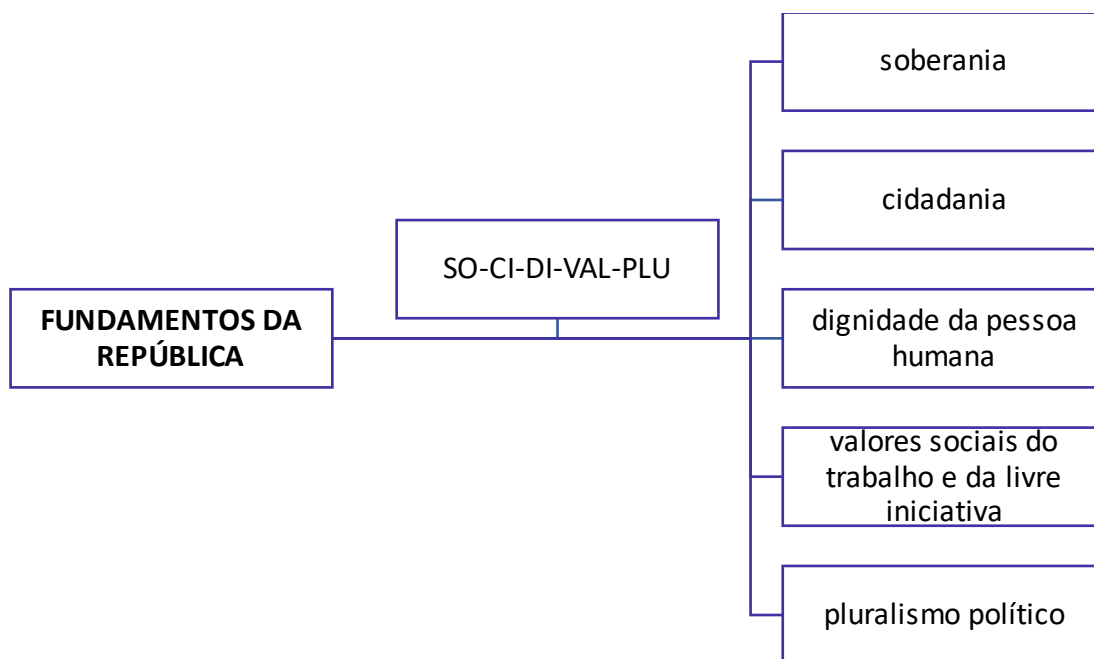 FUNDAMENTOS DA
REPÚBLICA
SO-CI-DI-VAL-PLU
soberania
cidadania
dignidade da pessoa
humana
valores sociais do
trabalho e da livre
iniciativa
pluralismo político